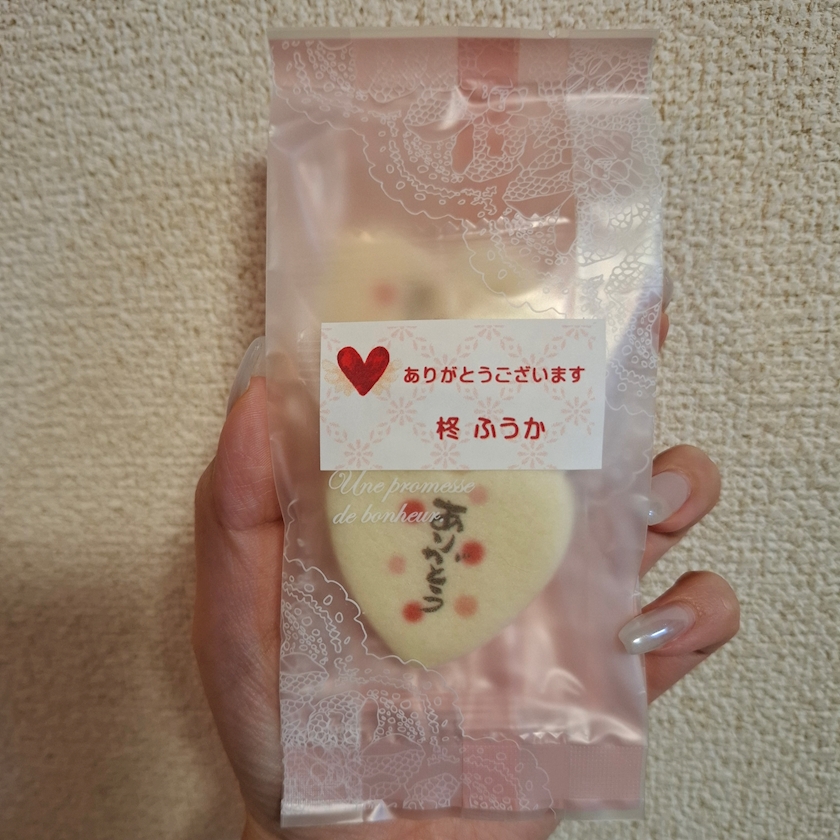 ありがとうございます
柊 ふうか
Une promesse
de bonheur
ありがとう